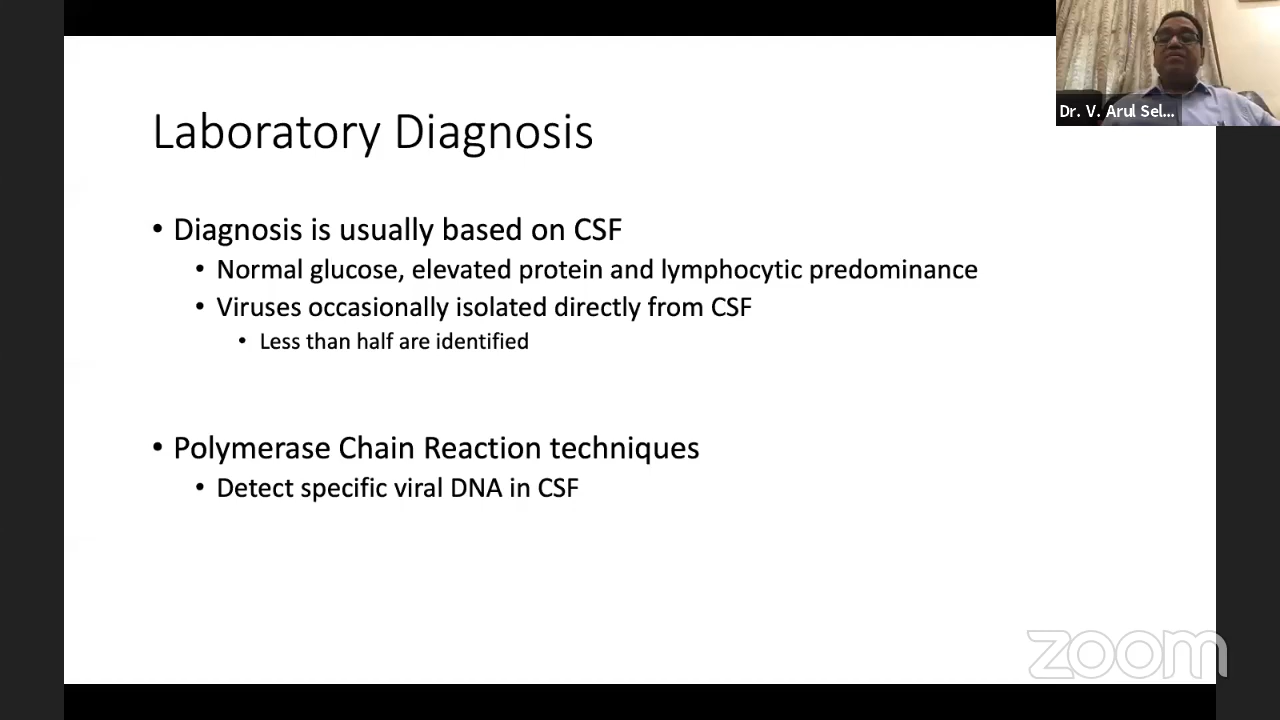 Dr. V. Arul Sel...
Laboratory Diagnosis
• Diagnosis is usually based on CSF
• Normal glucose, elevated protein and lymphocytic predominance
• Viruses occasionally isolated directly from CSF
• Less than half are identified
• Polymerase Chain Reaction techniques
• Detect specific viral DNA in CSF
zoom